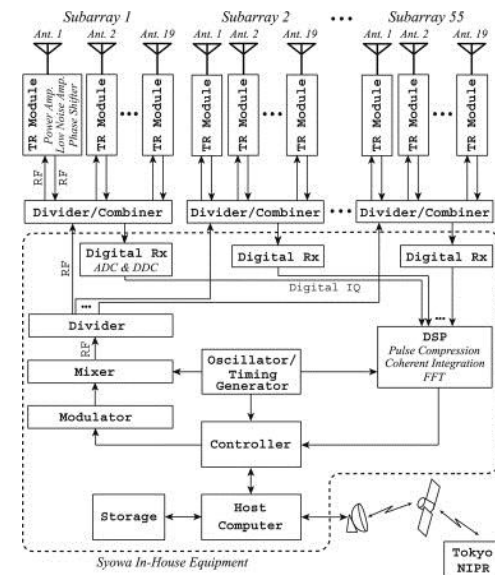 Subarray 1 Subarray 2 ••• Subarray 55
Ant. 1 Ant. 2 Ant. 19 Ant. 1 Ant. 2 Ant. 19 Ant. 1 Ant. 2 Ant. 19
TR Module
Power Amp.
Low Noise Amp.
Phase Shifter
TR Module
•••
TR Module
TR Module
TR Module
•••
TR Module
TR Module
TR Module
•••
TR Module
RF RF
Divider/Combiner Divider/Combiner ••• Divider/Combiner
Digital Rx
ADC & DDC
Digital Rx
Digital Rx
RF
Digital IQ
•••
•••
Divider
RF
DSP
Pulse Compression
Coherent Integration
FFT
Mixer
Oscillator/
Timing
Generator
Modulator
Controller
Storage
Host
Computer
Syowa In-House Equipment
Tokyo
NIPR